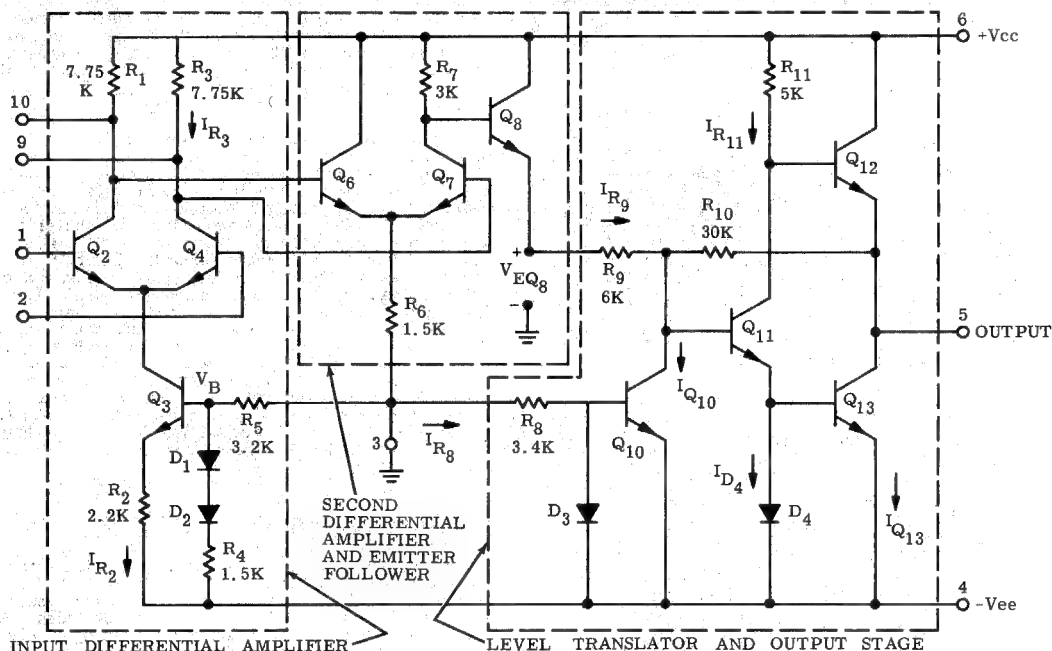 6
+Vcc
7.75
K
R1
R3
7.75K
R7
3K
R11
5K
10
IR3
Q8
IR11
9
Q12
Q6
Q7
IR9
R10
30K
1
Q2
Q4
+
VEQ8
-
R9
6K
2
R6
1.5K
Q11
5
OUTPUT
IQ10
Q3
VB
Q13
R5
3.2K
3
IR8
R8
3.4K
Q10
D1
R2
2.2K
D2
SECOND
DIFFERENTIAL
AMPLIFIER
AND EMITTER
FOLLOWER
D3
ID4
D4
IQ13
IR2
R4
1.5K
4
-Vee
INPUT DIFFERENTIAL AMPLIFIER
LEVEL TRANSLATOR AND OUTPUT STAGE